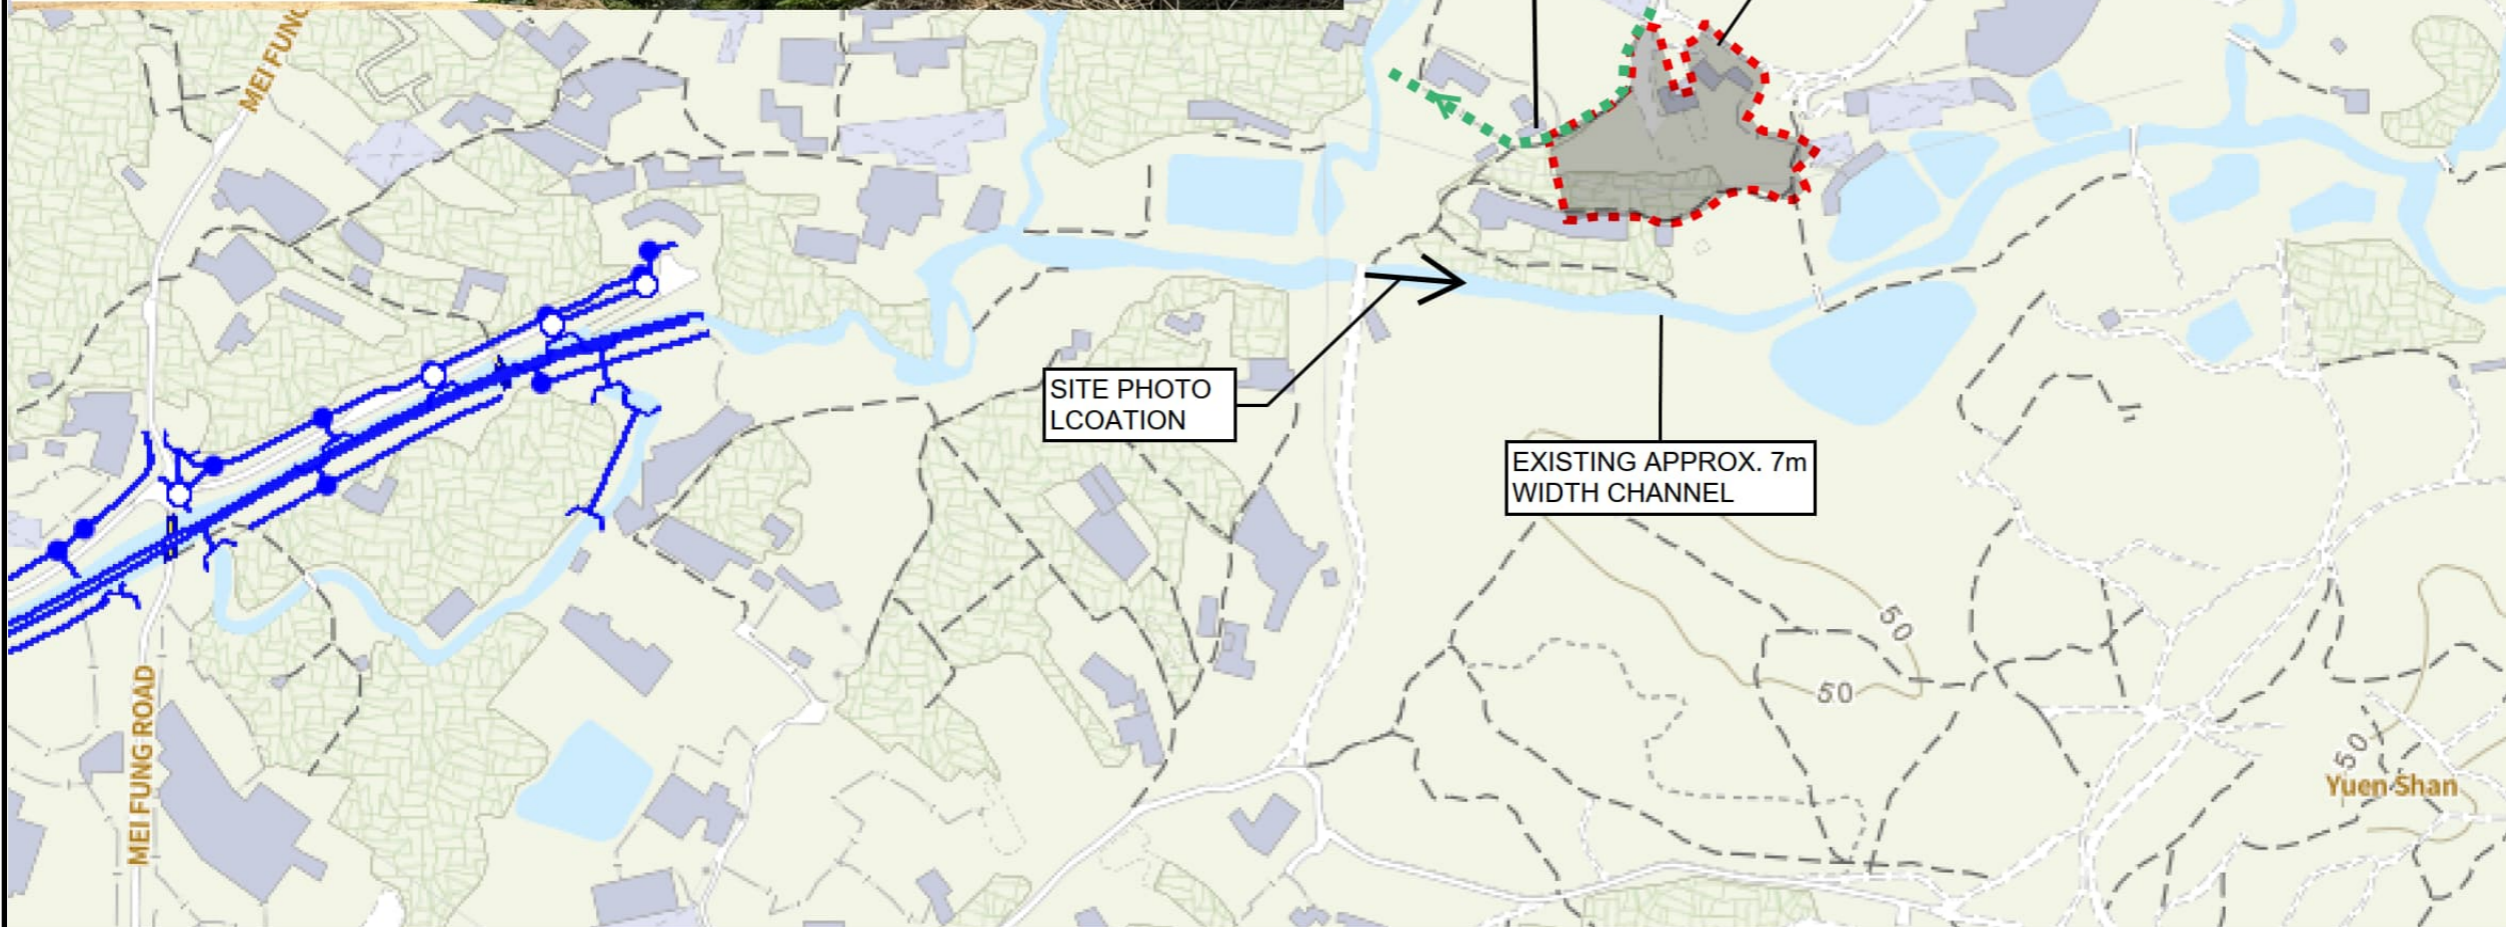 MEI FUNG
SITE PHOTO
LCOATION
EXISTING APPROX. 7m
WIDTH CHANNEL
50
50
50
Yuen Shan
MEI FUNG ROAD